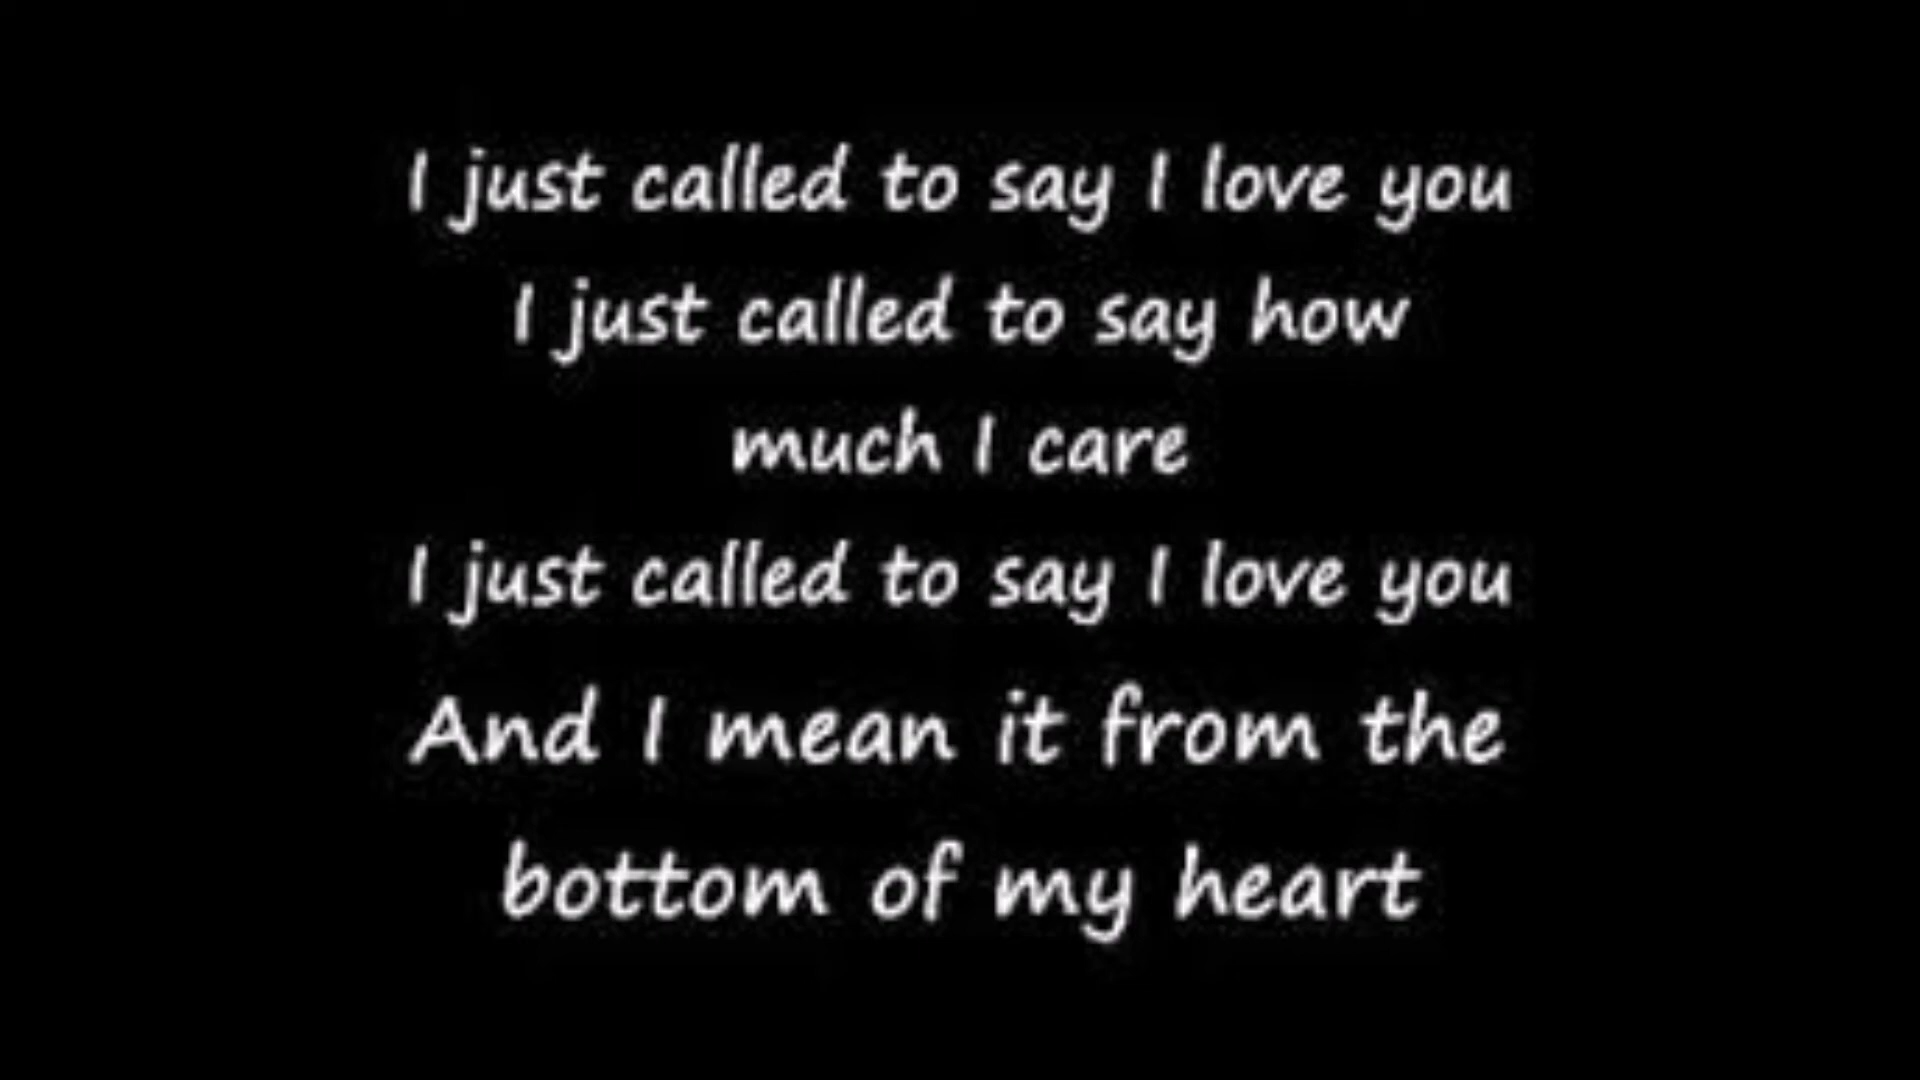 I just called to say I love you
I just called to say how
much I care
I just called to say I love you
And I mean it from the
bottom of my heart